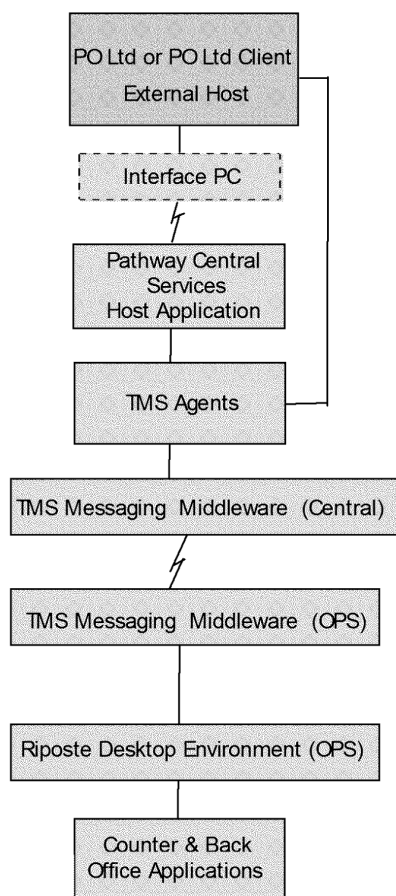 PO Ltd or PO Ltd Client
External Host
Interface PC
Pathway Central
Services
Host Application
TMS Agents
TMS Messaging Middleware (Central)
TMS Messaging Middleware (OPS)
Riposte Desktop Environment (OPS)
Counter & Back
Office Applications